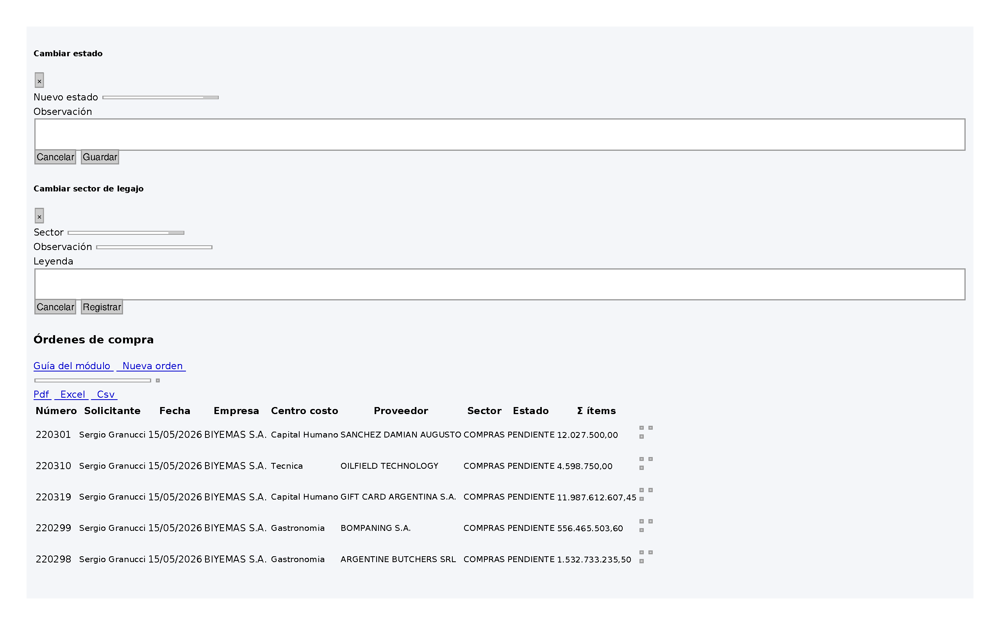 Cambiar estado
×
Nuevo estado
Observación
Cancelar Guardar
Cambiar sector de legajo
×
Sector
Observación
Leyenda
Cancelar Registrar
Órdenes de compra
Guía del módulo Nueva orden
Pdf Excel Csv
Número Solicitante Fecha Empresa Centro costo Proveedor Sector Estado Σ ítems
220301 Sergio Granucci 15/05/2026 BIYEMAS S.A. Capital Humano SANCHEZ DAMIAN AUGUSTO COMPRAS PENDIENTE 12.027.500,00
220310 Sergio Granucci 15/05/2026 BIYEMAS S.A. Tecnica OILFIELD TECHNOLOGY COMPRAS PENDIENTE 4.598.750,00
220319 Sergio Granucci 15/05/2026 BIYEMAS S.A. Capital Humano GIFT CARD ARGENTINA S.A. COMPRAS PENDIENTE 11.987.612.607,45
220299 Sergio Granucci 15/05/2026 BIYEMAS S.A. Gastronomia BOMPANING S.A. COMPRAS PENDIENTE 556.465.503,60
220298 Sergio Granucci 15/05/2026 BIYEMAS S.A. Gastronomia ARGENTINE BUTCHERS SRL COMPRAS PENDIENTE 1.532.733.235,50